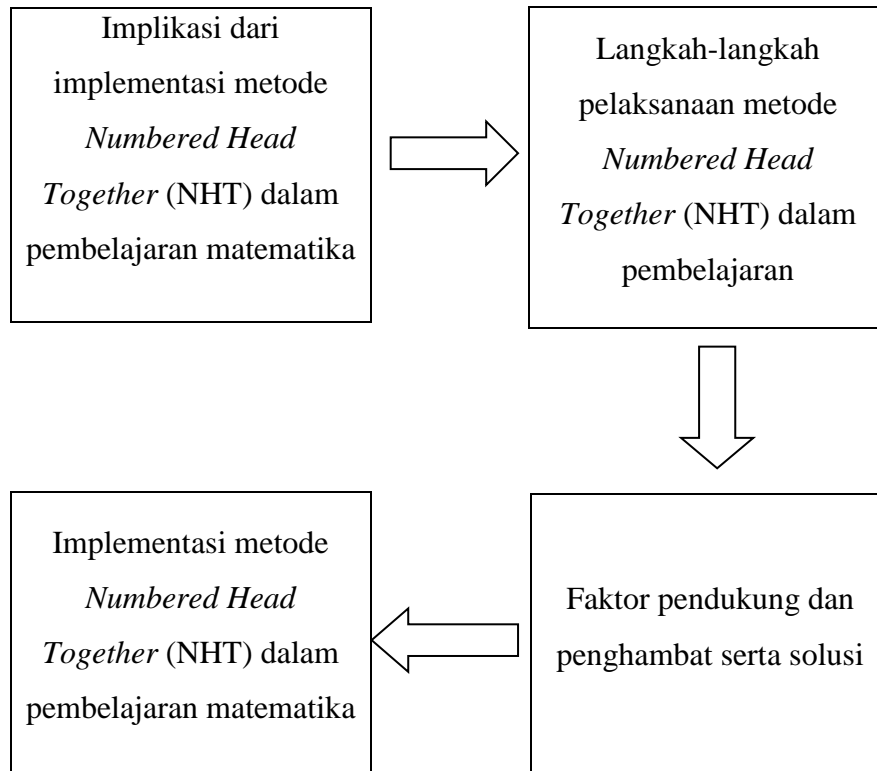 Implikasi dari
implementasi metode
Numbered Head
Together (NHT) dalam
pembelajaran matematika
Langkah-langkah
pelaksanaan metode
Numbered Head
Together (NHT) dalam
pembelajaran
Faktor pendukung dan
penghambat serta solusi
Implementasi metode
Numbered Head
Together (NHT) dalam
pembelajaran matematika